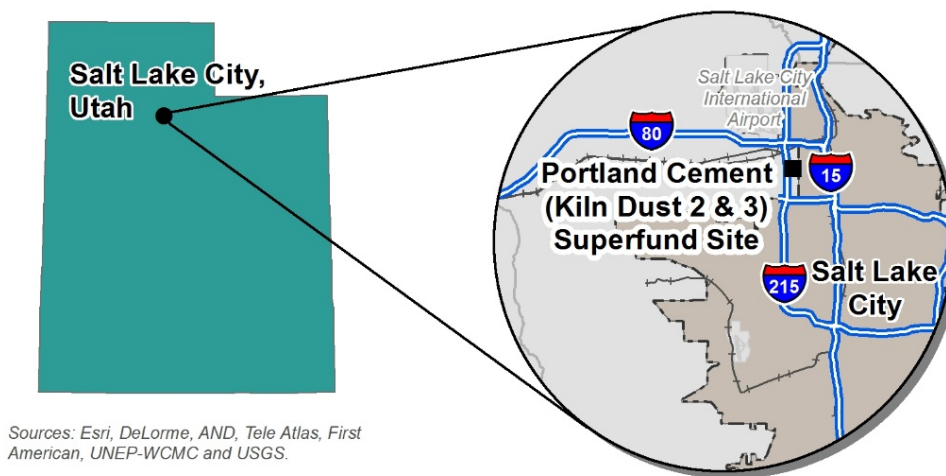 Salt Lake City,
Utah
Salt Lake City
International
Airport
80
Portland Cement
(Kiln Dust 2 & 3)
Superfund Site
15
215
Salt Lake
City
Sources: Esri, DeLorme, AND, Tele Atlas, First
American, UNEP-WCMC and USGS.